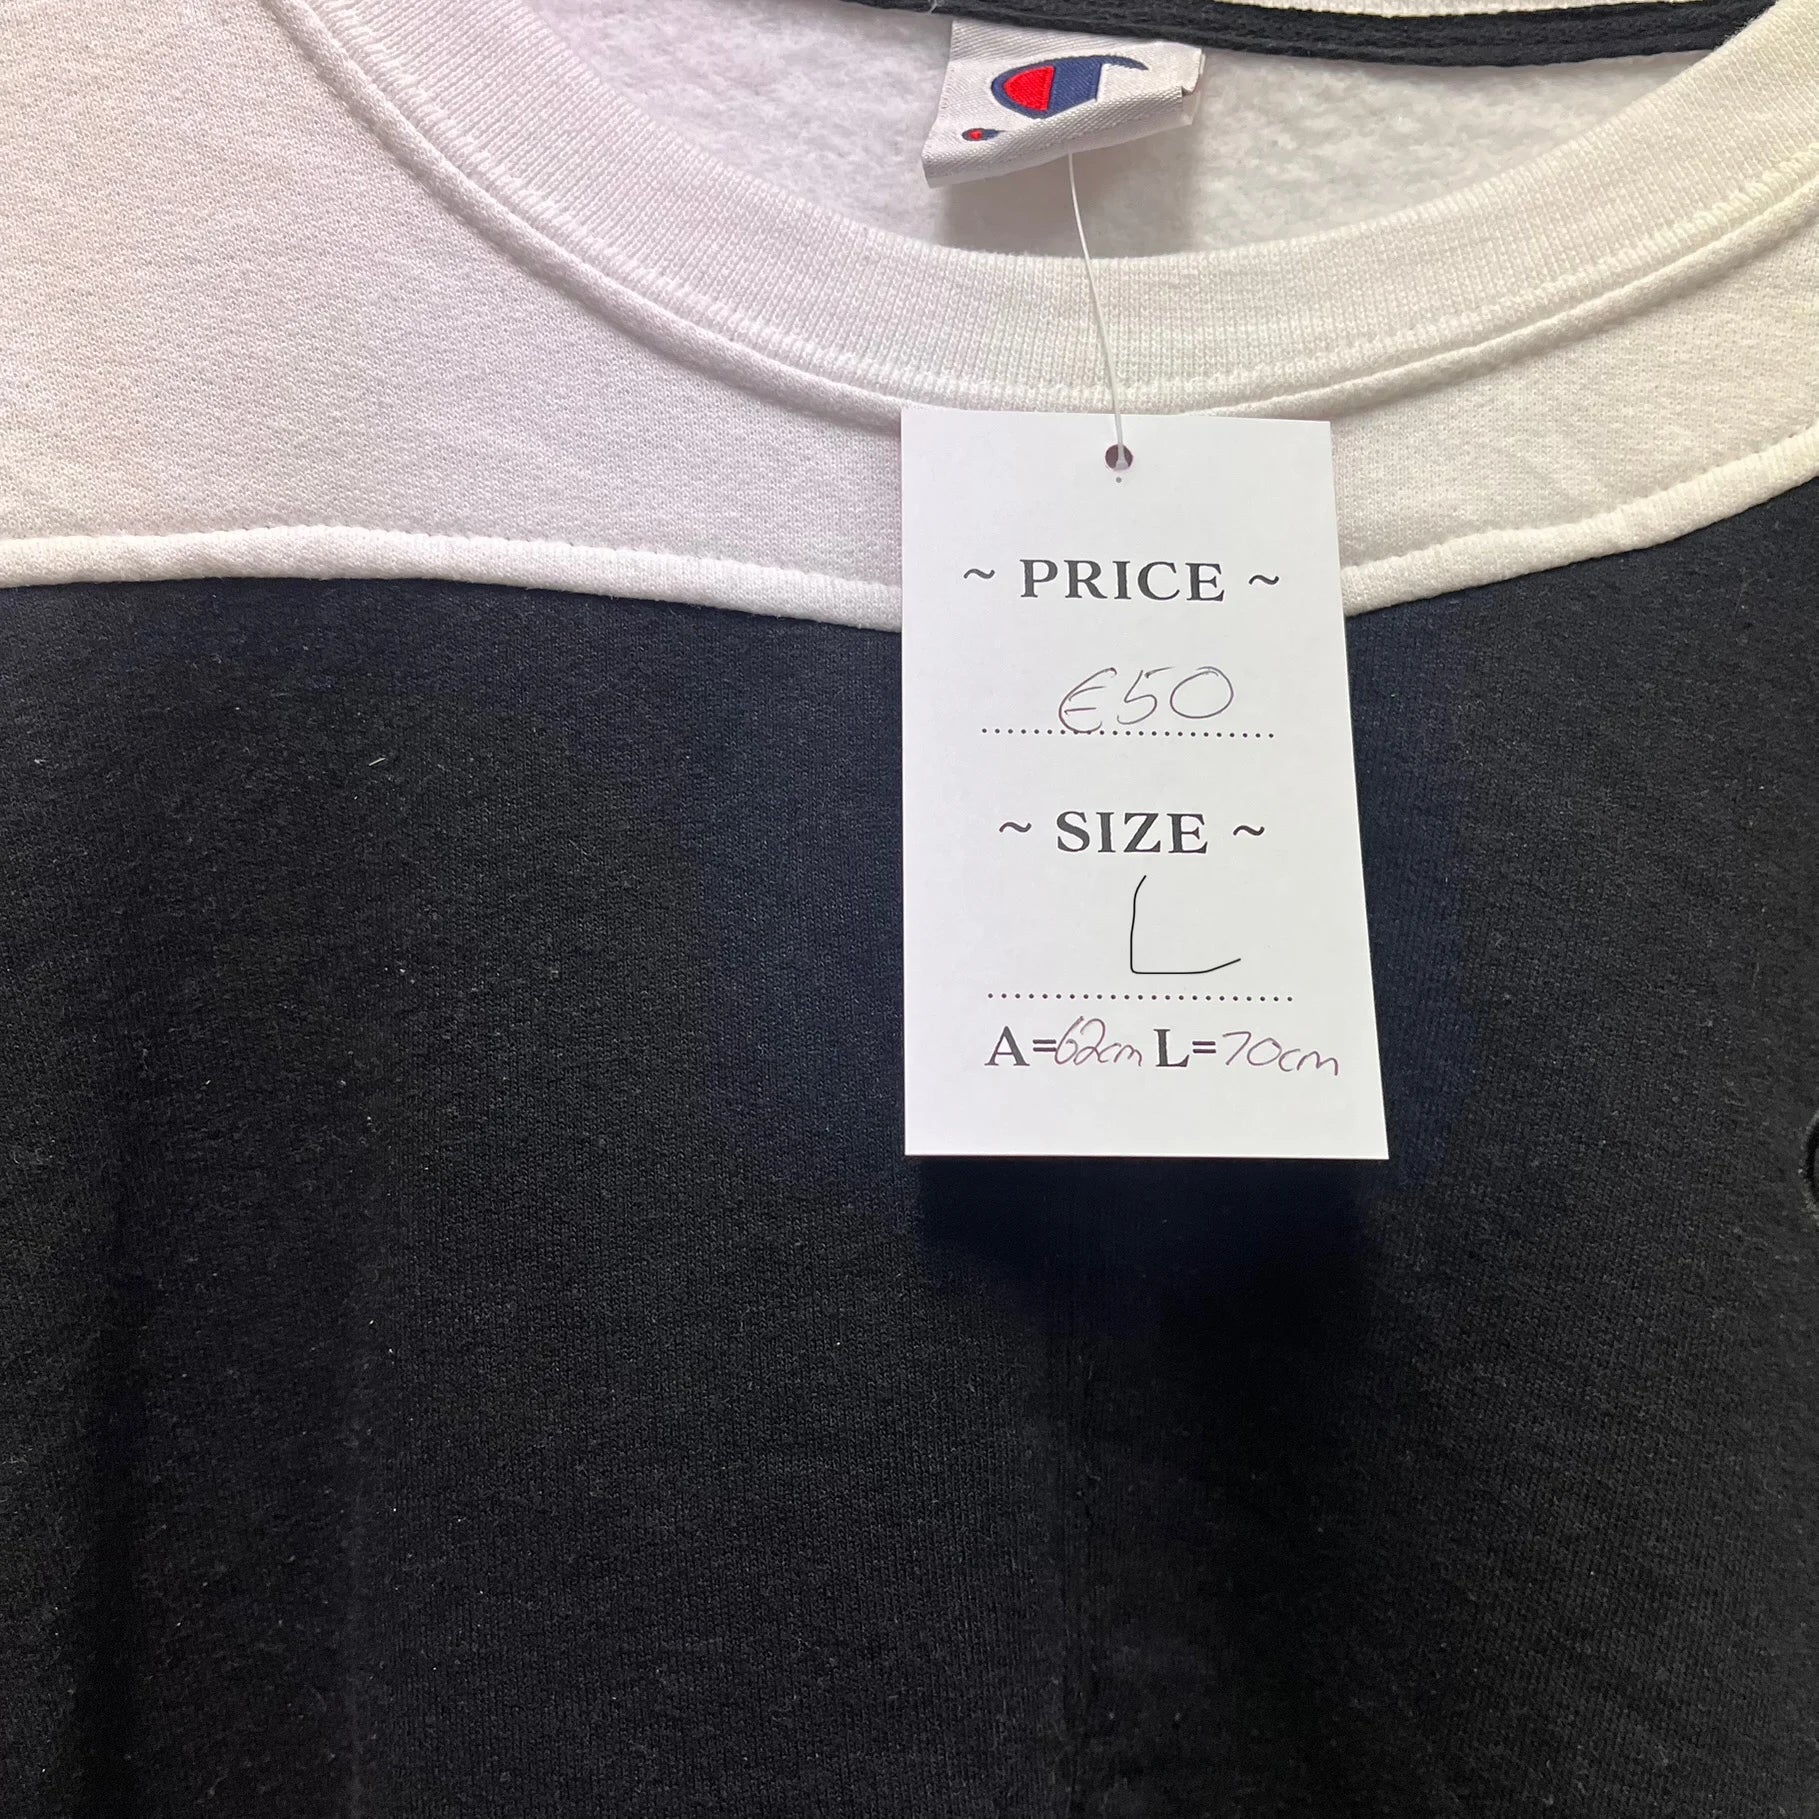 ~ PRICE ~
€50
~ SIZE ~
L
A=62cm L=70cm